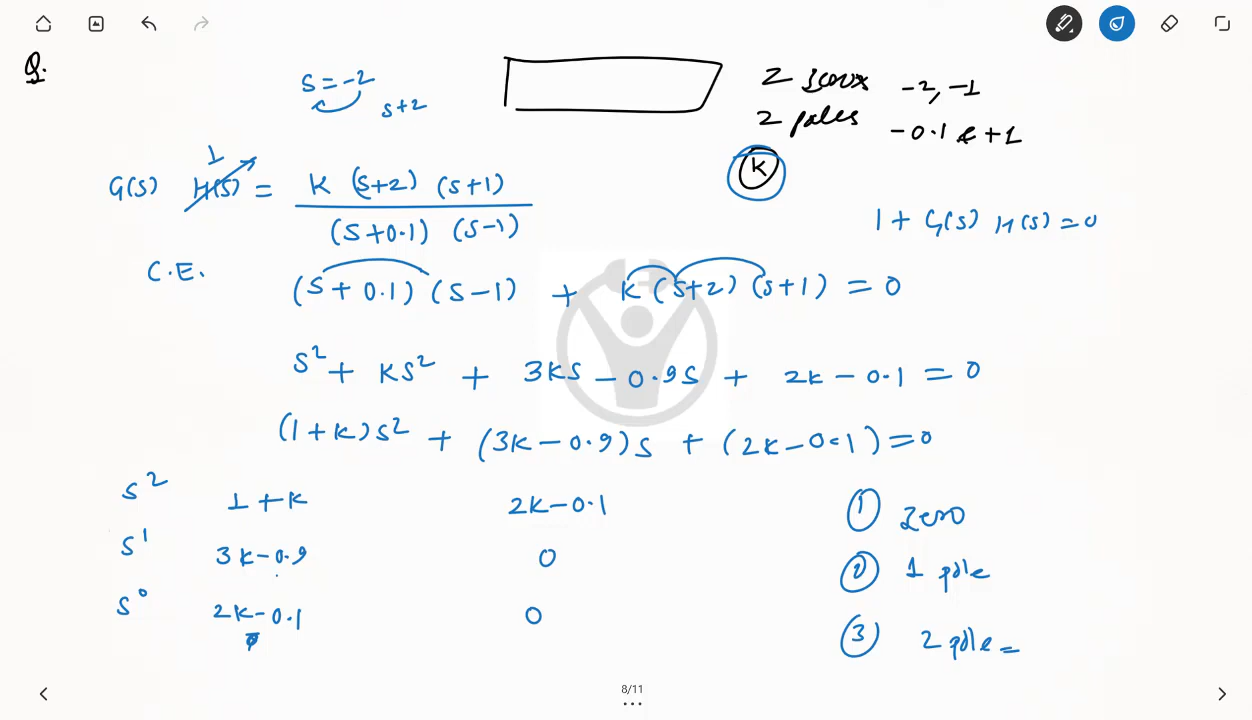 Q.
S = -2
S+2
2 zeros -2, -1
2 poles -0.1 & +1
K
1
G(S) H(S) = K (S+2) (S+1)
(S+0.1) (S-1)
1 + G(S) H(S) = 0
C.E.
(S + 0.1) (S-1) + K (S+2) (S+1) = 0
S² + KS² + 3KS - 0.9S + 2K - 0.1 = 0
(1+K)S² + (3K-0.9)S + (2K-0.1) = 0
S² 1+K 2K-0.1
S¹ 3K-0.9 0
S⁰ 2K-0.1 0
① Zero
② 1 pole
③ 2 pole =
8/11